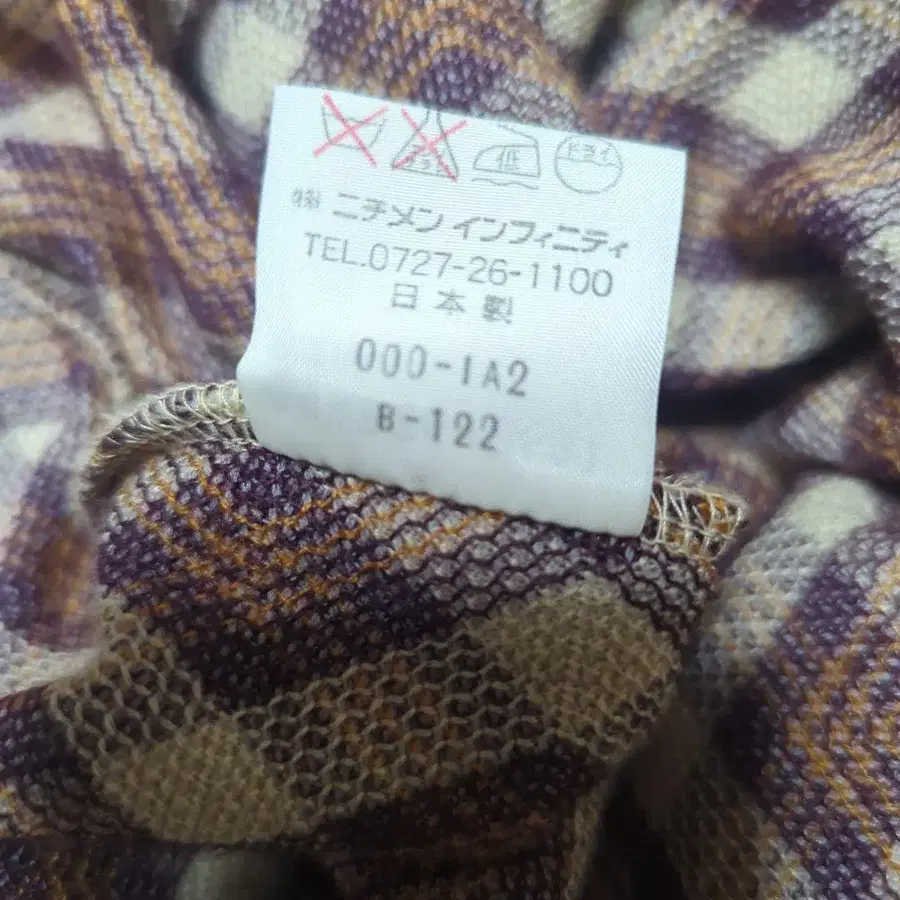 低 ドライ
㈱ ニチメン インフィニティ
TEL.0727-26-1100
日本製
000-IA2
B-122